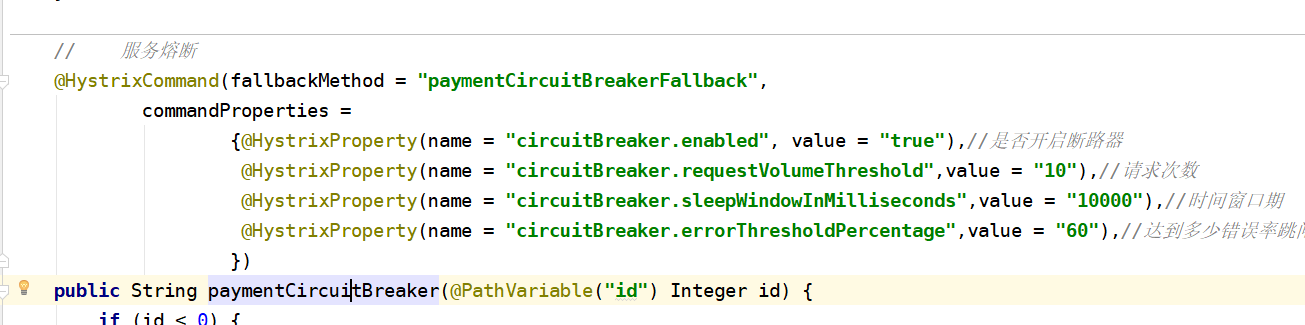 //    服务熔断
@HystrixCommand(fallbackMethod = "paymentCircuitBreakerFallback",
commandProperties =
{@HystrixProperty(name = "circuitBreaker.enabled", value = "true"),//是否开启断路器
@HystrixProperty(name = "circuitBreaker.requestVolumeThreshold",value = "10"),//请求次数
@HystrixProperty(name = "circuitBreaker.sleepWindowInMilliseconds",value = "10000"),//时间窗口期
@HystrixProperty(name = "circuitBreaker.errorThresholdPercentage",value = "60"),//达到多少错误率跳
})
public String paymentCircuitBreaker(@PathVariable("id") Integer id) {
if (id < 0) {